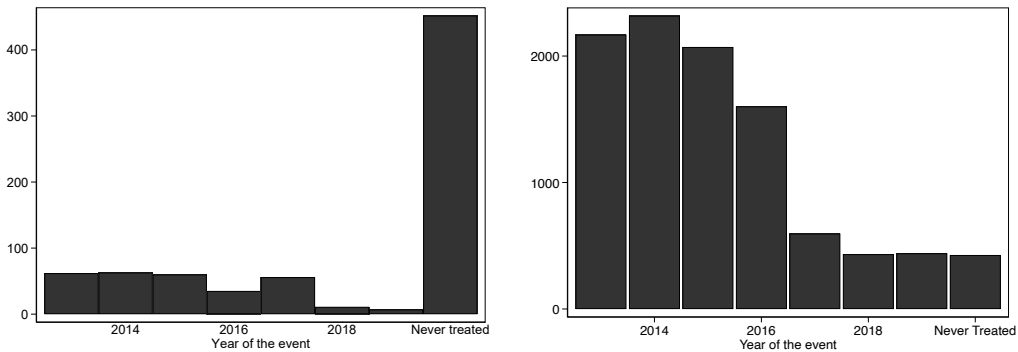 400
300
200
100
0
2014 2016 2018 Never treated
Year of the event
2000
1000
0
2014 2016 2018 Never Treated
Year of the event